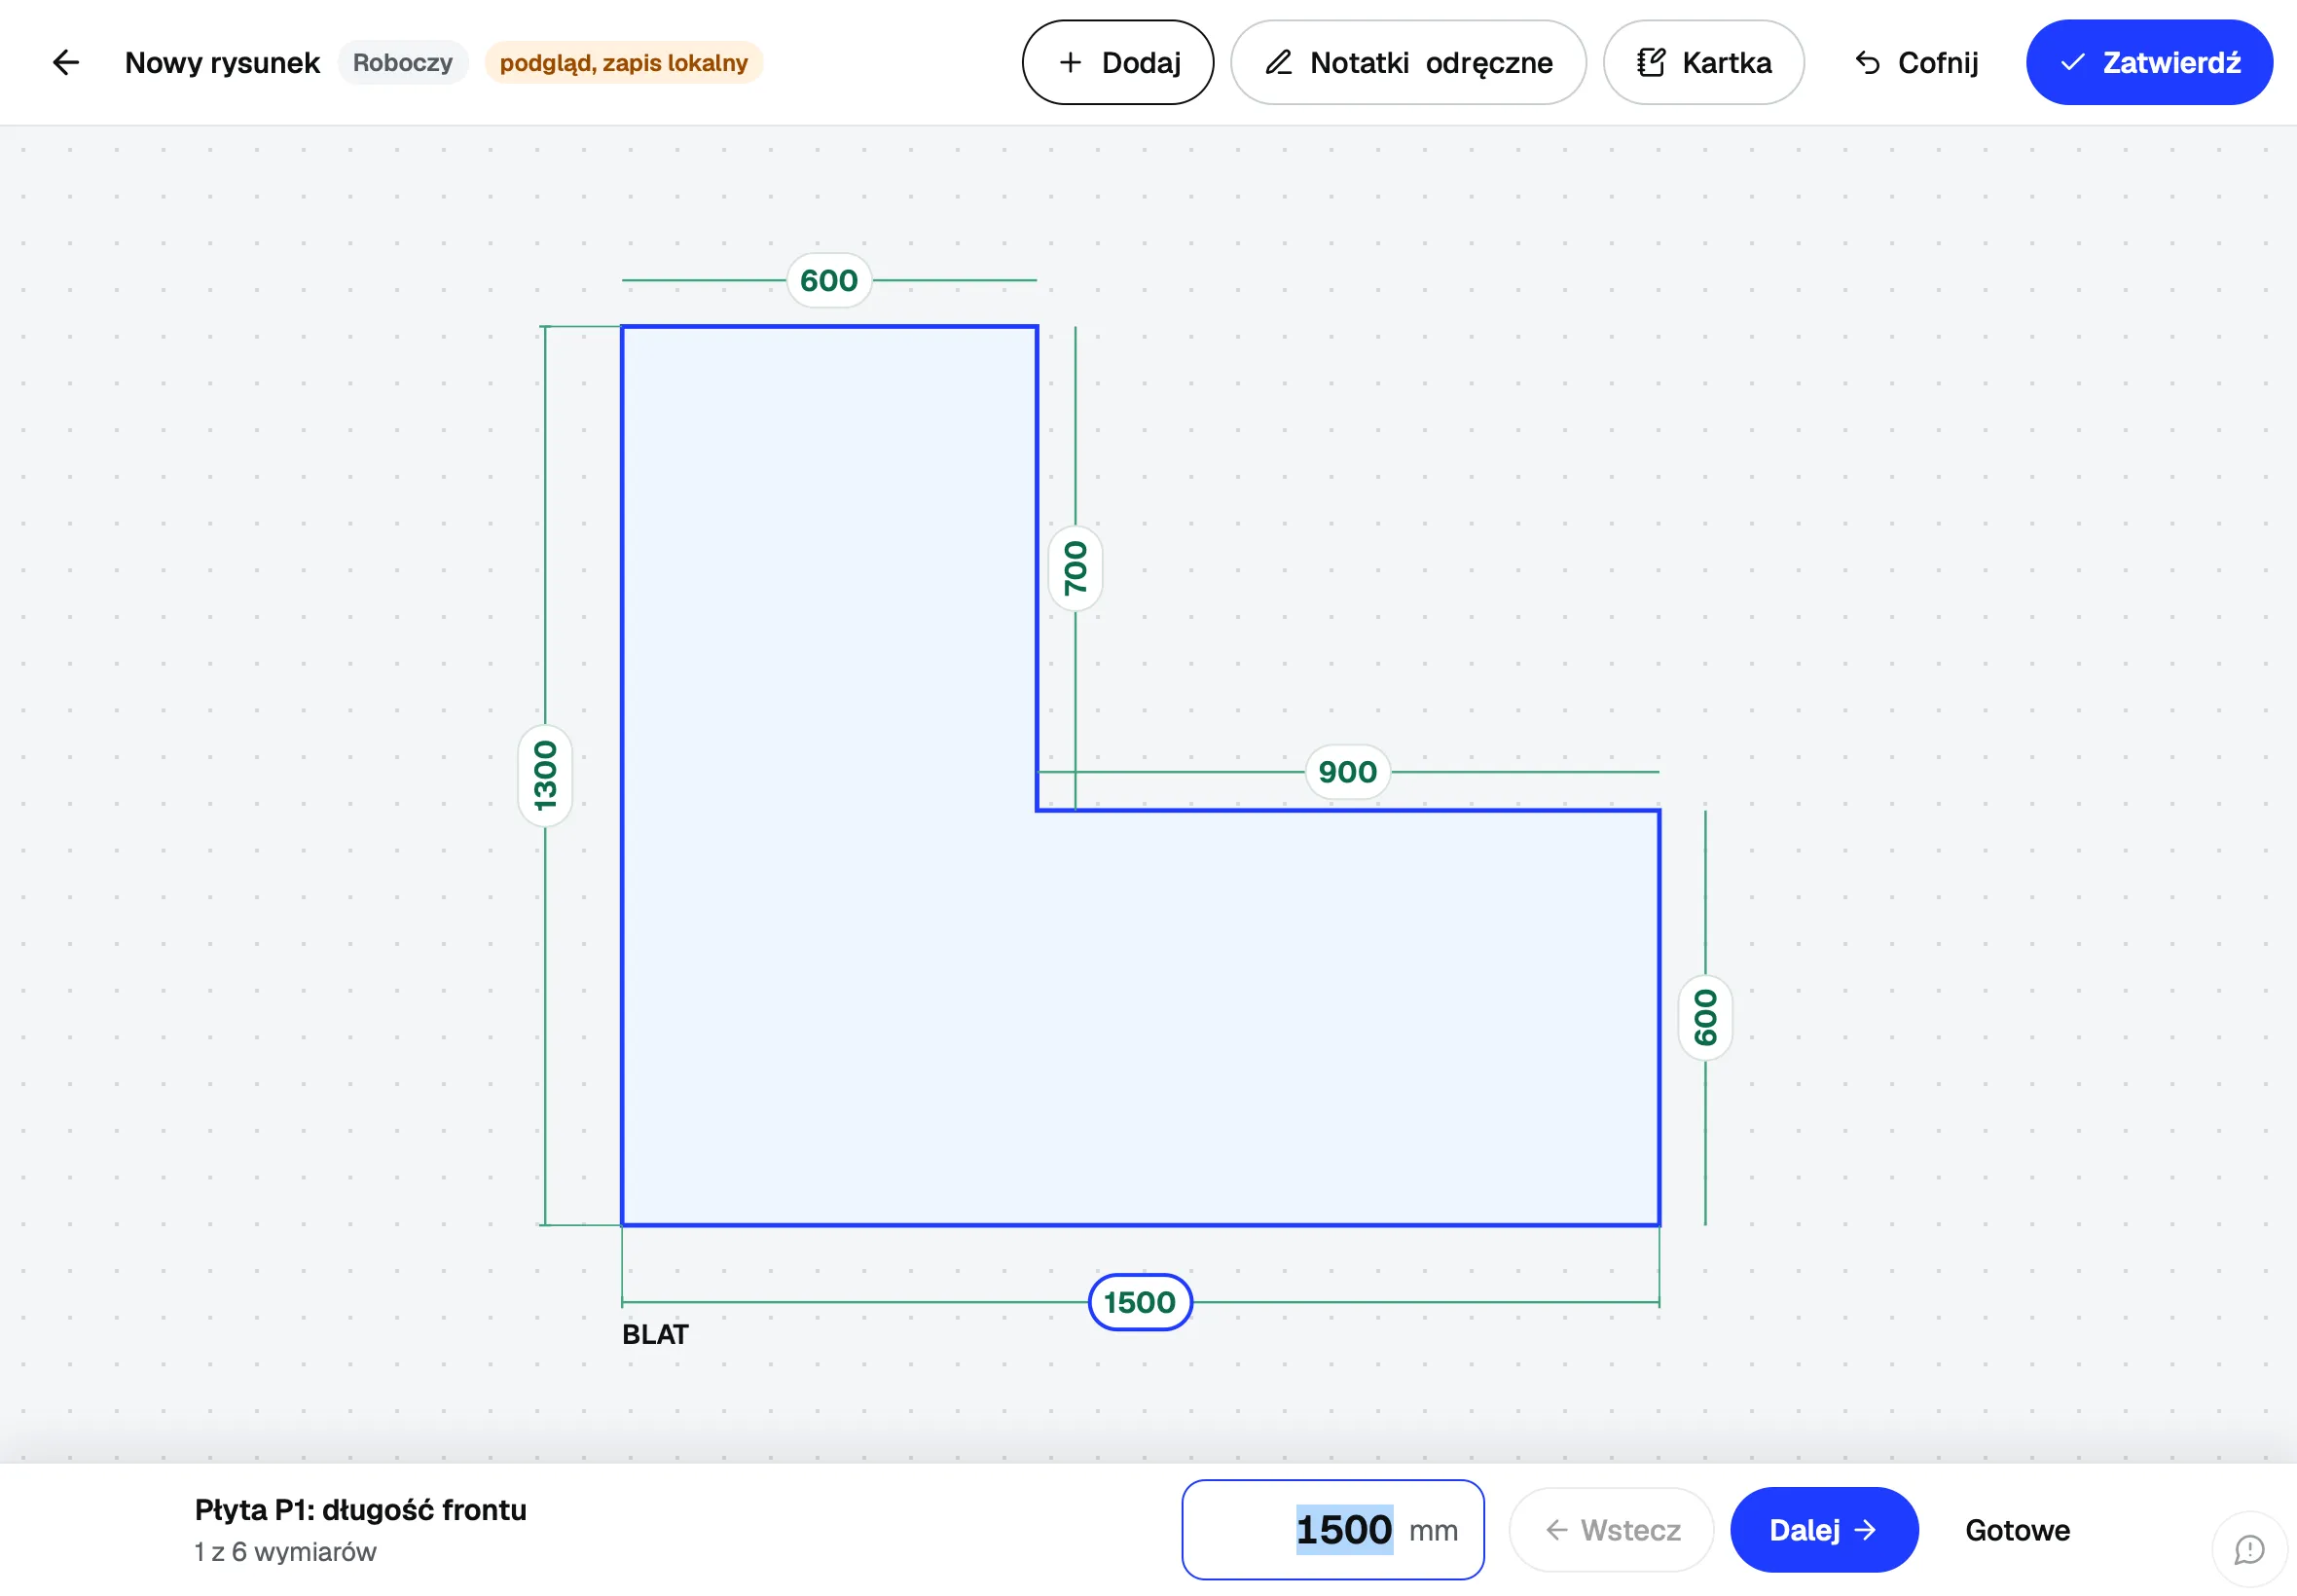 Nowy rysunek Roboczy podgląd, zapis lokalny Dodaj Notatki odręczne Kartka Cofnij Zatwierdź
600
700
1300
900
600
1500
BLAT
Płyta P1: długość frontu
1 z 6 wymiarów
1500 mm Wstecz Dalej Gotowe